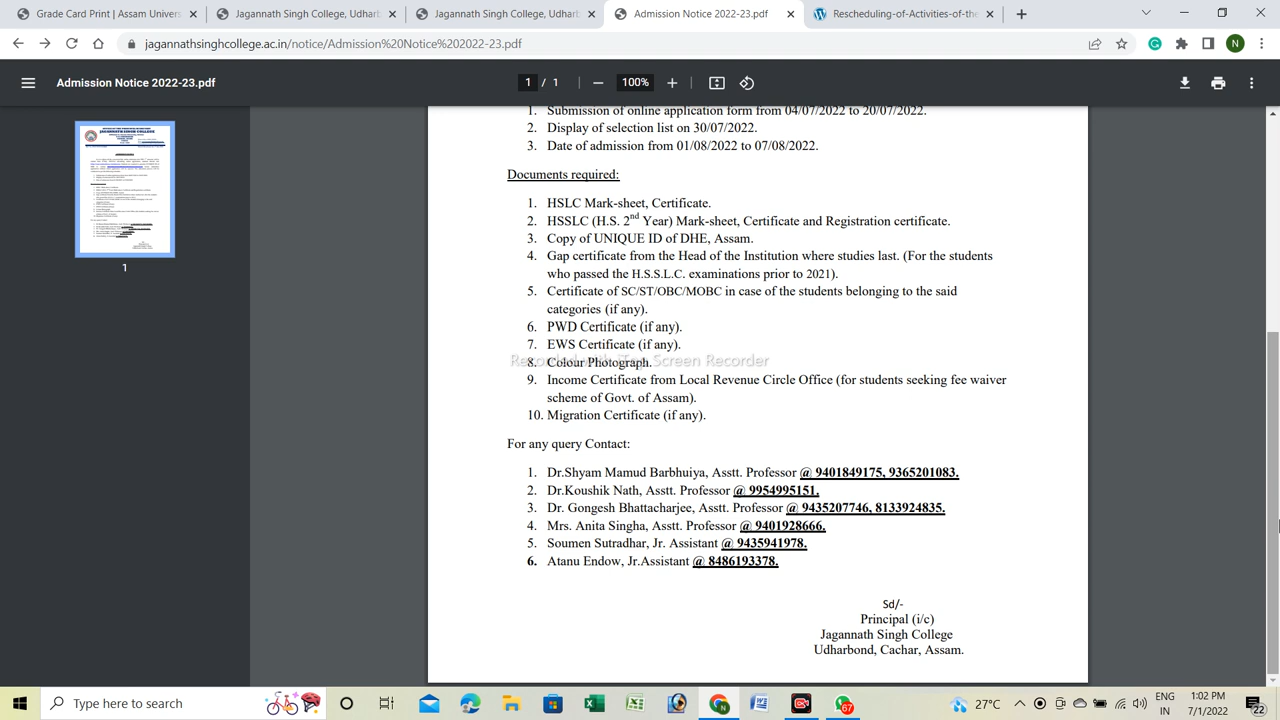 Grade Card Print | Assam Univers
Jagannath Singh College, Udharb
Jagannath Singh College, Udharb
Admission Notice 2022-23.pdf
Rescheduling-of-Activities-of-the
jagannathsinghcollege.ac.in/notice/Admission%20Notice%202022-23.pdf
N
Admission Notice 2022-23.pdf
1 / 1
100%
1. Submission of online application form from 04/07/2022 to 20/07/2022.
2. Display of selection list on 30/07/2022.
3. Date of admission from 01/08/2022 to 07/08/2022.
Documents required:
1. HSLC Mark-sheet, Certificate.
2. HSSLC (H.S.2nd Year) Mark-sheet, Certificate and Registration certificate.
3. Copy of UNIQUE ID of DHE, Assam.
4. Gap certificate from the Head of the Institution where studies last. (For the students
who passed the H.S.S.L.C. examinations prior to 2021).
5. Certificate of SC/ST/OBC/MOBC in case of the students belonging to the said
categories (if any).
6. PWD Certificate (if any).
7. EWS Certificate (if any).
Recorded with iTop Screen Recorder
8. Colour Photograph.
9. Income Certificate from Local Revenue Circle Office (for students seeking fee waiver
scheme of Govt. of Assam).
10. Migration Certificate (if any).
For any query Contact:
1. Dr.Shyam Mamud Barbhuiya, Asstt. Professor @ 9401849175, 9365201083.
2. Dr.Koushik Nath, Asstt. Professor @ 9954995151.
3. Dr. Gongesh Bhattacharjee, Asstt. Professor @ 9435207746, 8133924835.
4. Mrs. Anita Singha, Asstt. Professor @ 9401928666.
5. Soumen Sutradhar, Jr. Assistant @ 9435941978.
6. Atanu Endow, Jr.Assistant @ 8486193378.
Sd/-
Principal (i/c)
Jagannath Singh College
Udharbond, Cachar, Assam.
JAGANNATH SINGH COLLEGE
1
Type here to search
67
27°C
ENG
IN
1:02 PM
7/1/2022
22